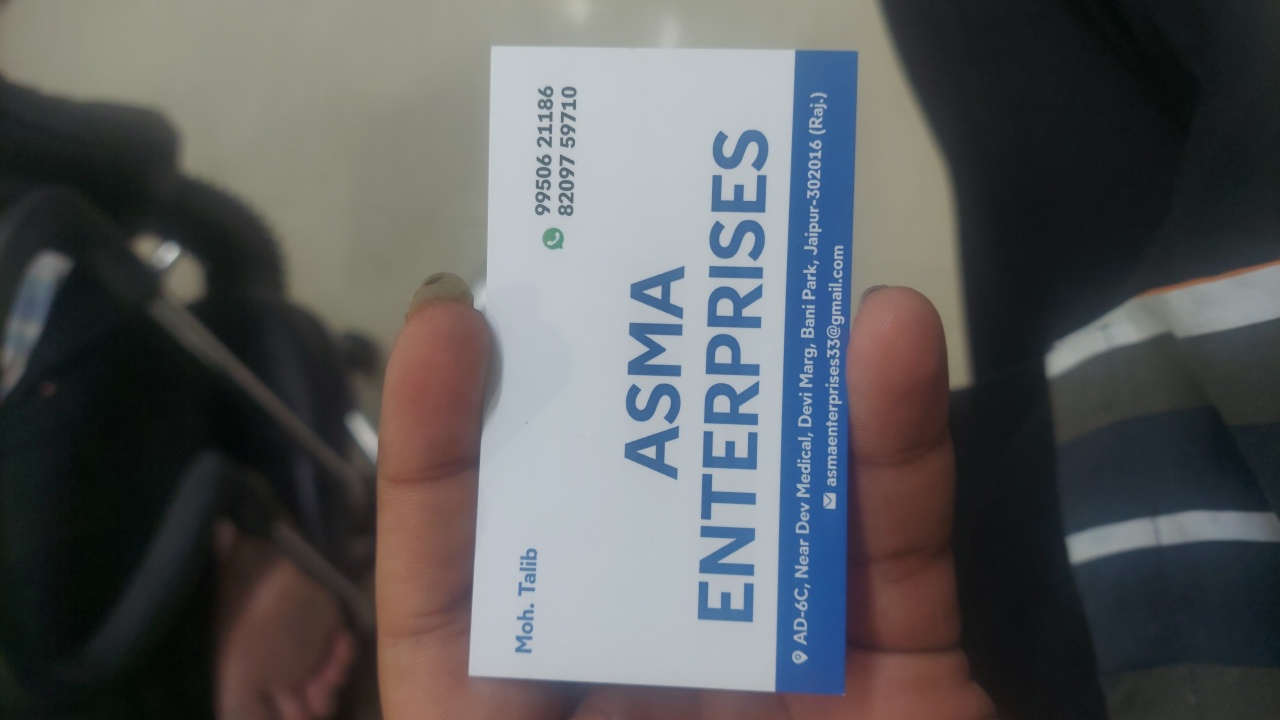 Moh. Talib
99506 21186
82097 59710
ASMA
ENTERPRISES
AD-6C, Near Dev Medical, Devi Marg, Bani Park, Jaipur-302016 (Raj.)
asmaenterprises33@gmail.com